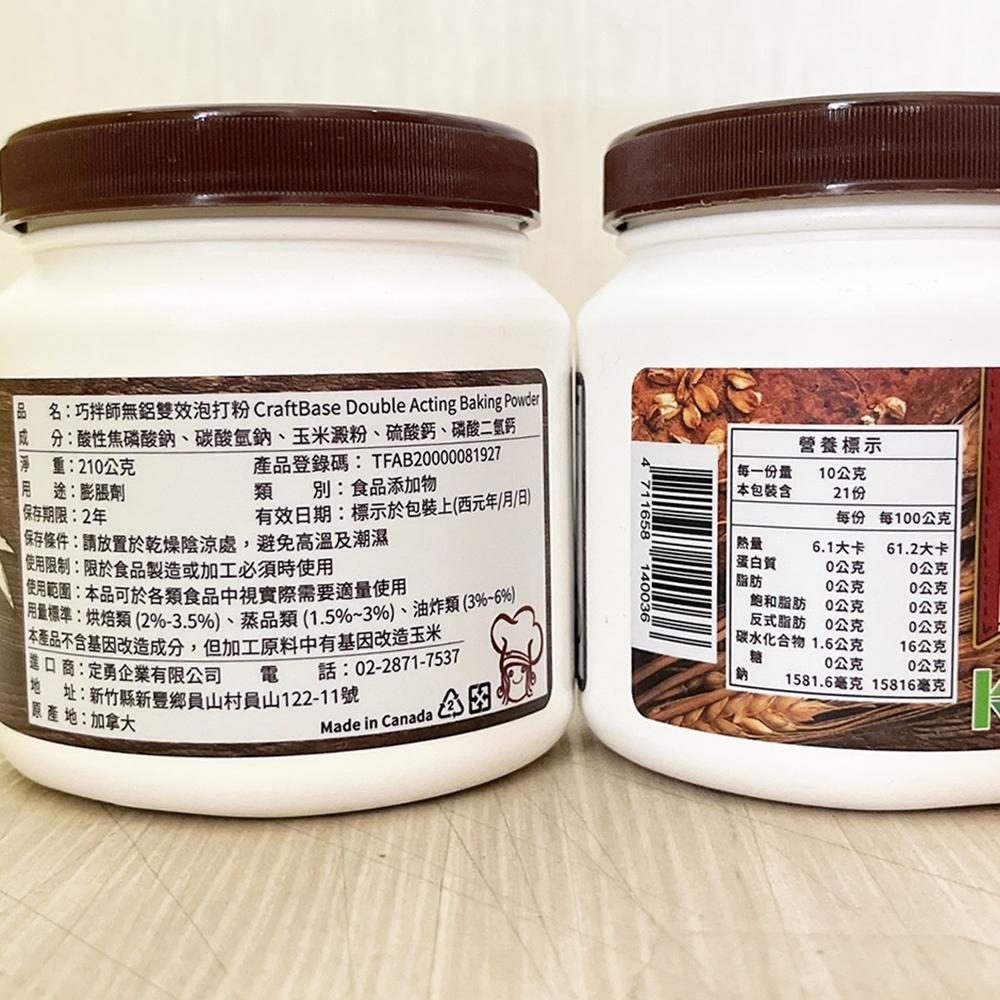 品 名：巧拌師無鋁雙效泡打粉 CraftBase Double Acting Baking Powder
成 分：酸性焦磷酸鈉、碳酸氫鈉、玉米澱粉、硫酸鈣、磷酸二氫鈣
淨 重：210公克 產品登錄碼： TFAB20000081927
用 途：膨脹劑 類 別：食品添加物
保存期限：2年 有效日期：標示於包裝上(西元年/月/日)
保存條件：請放置於乾燥陰涼處，避免高溫及潮濕
使用限制：限於食品製造或加工必須時使用
使用範圍：本品可於各類食品中視實際需要適量使用
用量標準：烘焙類 (2%-3.5%)、蒸品類 (1.5%~3%)、油炸類 (3%~6%)
本產品不含基因改造成分，但加工原料中有基因改造玉米
進 口 商：定勇企業有限公司 電 話：02-2871-7537
地 址：新竹縣新豐鄉員山村員山122-11號
原 產 地：加拿大
Made in Canada 2
4 711658 140036
營養標示
每一份量 10公克
本包裝含 21份
每份 每100公克
熱量 6.1大卡 61.2大卡
蛋白質 0公克 0公克
脂肪 0公克 0公克
飽和脂肪 0公克 0公克
反式脂肪 0公克 0公克
碳水化合物 1.6公克 16公克
糖 0公克 0公克
鈉 1581.6毫克 15816毫克
K